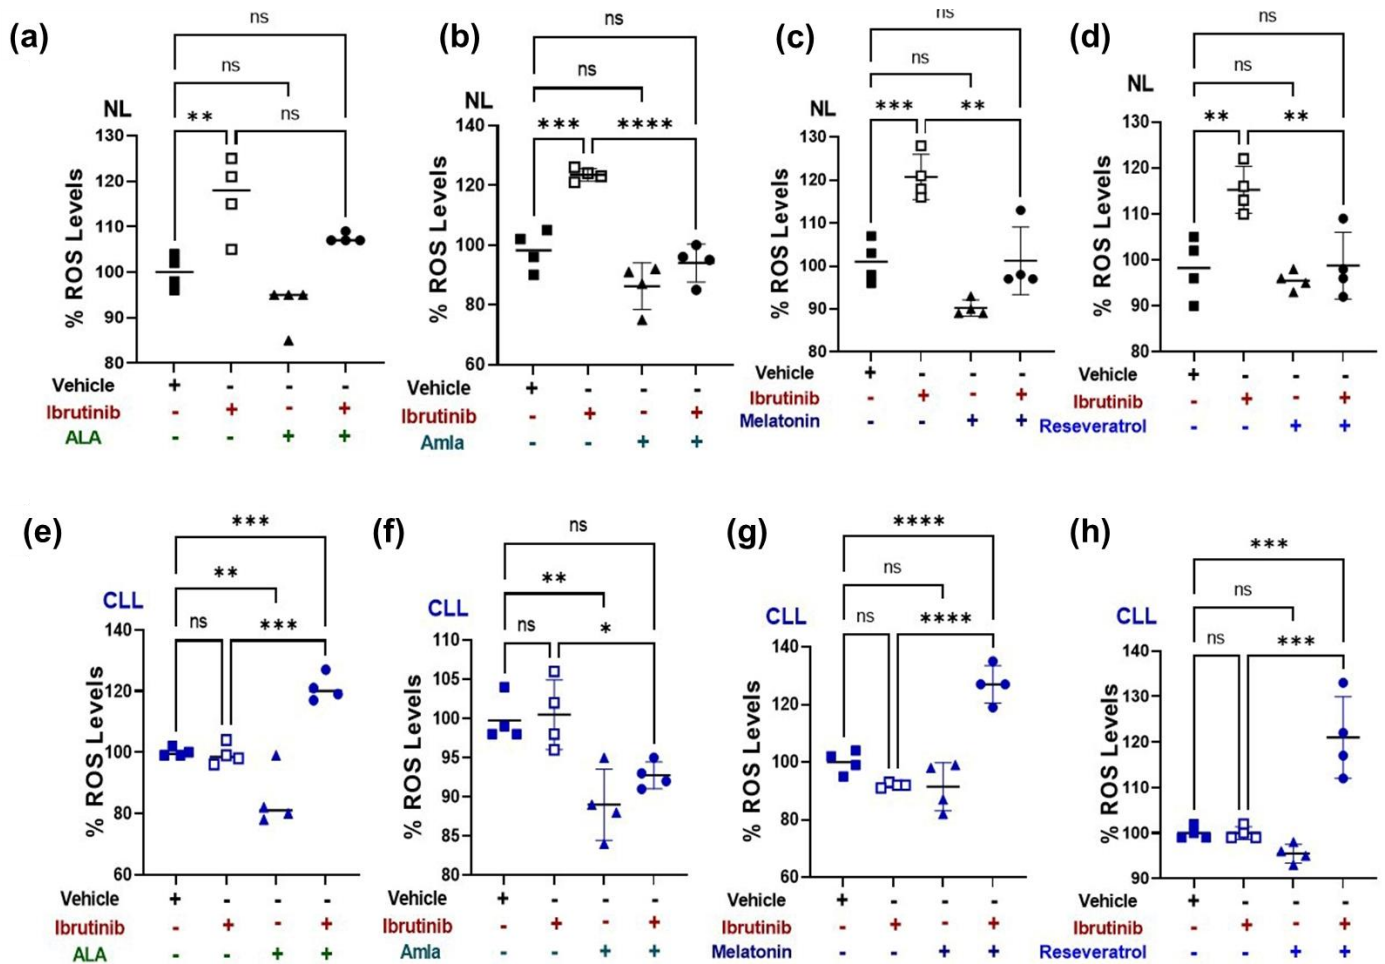 (a)
ns
ns
NL
**
ns
% ROS Levels
130
120
110
100
90
80
Vehicle + - - -
Ibrutinib - + - +
ALA - - + +
(b)
ns
ns
NL
***
****
% ROS Levels
140
120
100
80
60
Vehicle + - - -
Ibrutinib - + - +
Amla - - + +
(c)
ns
ns
NL
***
**
% ROS Levels
130
120
110
100
90
80
Vehicle + - - -
Ibrutinib - + - +
Melatonin - - + +
(d)
ns
ns
NL
**
**
% ROS Levels
130
120
110
100
90
80
Vehicle + - - -
Ibrutinib - + - +
Reseveratrol - - + +
(e)
***
**
CLL
ns
***
% ROS Levels
140
120
100
80
60
Vehicle + - - -
Ibrutinib - + - +
ALA - - + +
(f)
ns
**
CLL
ns
*
% ROS Levels
110
105
100
95
90
85
80
Vehicle + - - -
Ibrutinib - + - +
Amla - - + +
(g)
****
ns
CLL
ns
****
% ROS Levels
140
120
100
80
60
Vehicle + - - -
Ibrutinib - + - +
Melatonin - - + +
(h)
***
ns
CLL
ns
***
% ROS Levels
140
130
120
110
100
90
Vehicle + - - -
Ibrutinib - + - +
Reseveratrol - - + +